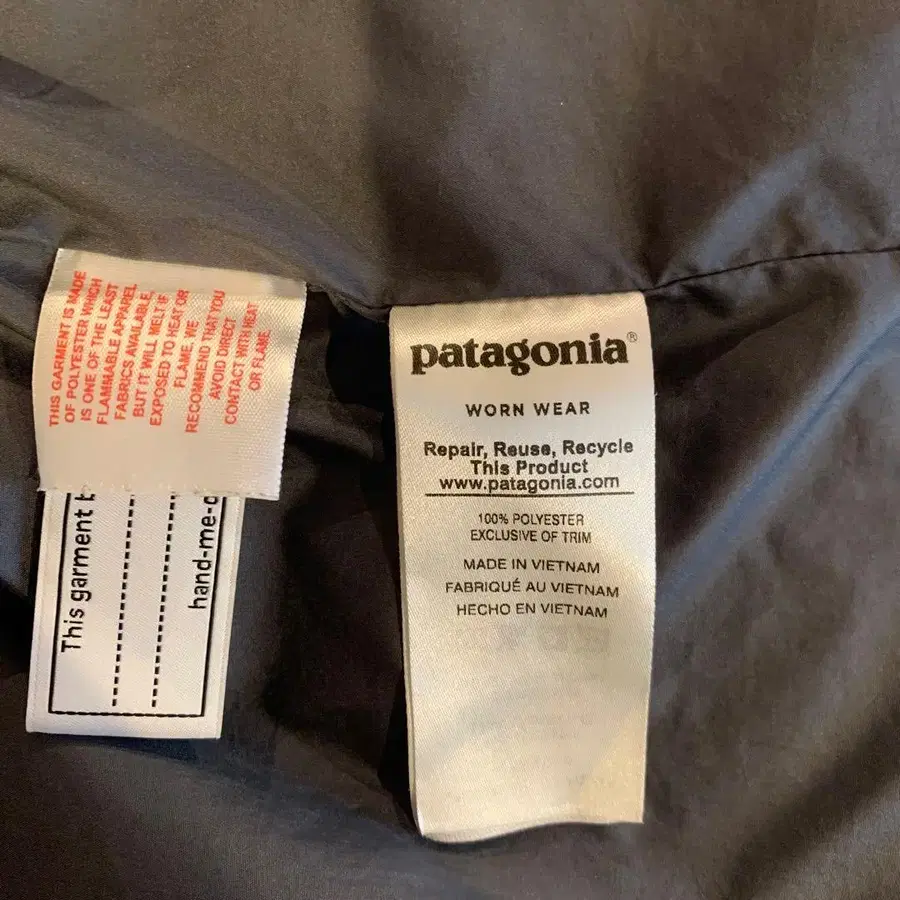 THIS GARMENT IS MADE
OF POLYESTER WHICH
IS ONE OF THE LEAST
FLAMMABLE APPAREL
FABRICS AVAILABLE,
BUT IT WILL MELT IF
EXPOSED TO HEAT OR
FLAME. WE
RECOMMEND THAT YOU
AVOID DIRECT
CONTACT WITH HEAT
OR FLAME.
This garment
hand-me-
patagonia®
WORN WEAR
Repair, Reuse, Recycle
This Product
www.patagonia.com
100% POLYESTER
EXCLUSIVE OF TRIM
MADE IN VIETNAM
FABRIQUÉ AU VIETNAM
HECHO EN VIETNAM